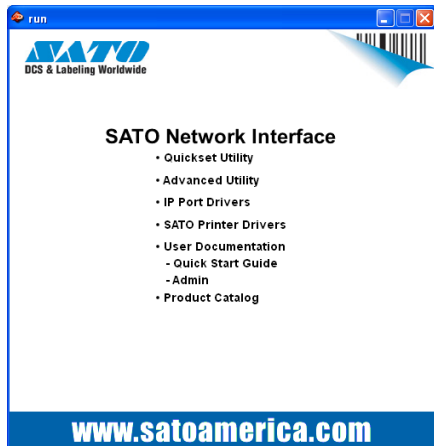 run
SATO
DCS & Labeling Worldwide
SATO Network Interface
• Quickset Utility
• Advanced Utility
• IP Port Drivers
• SATO Printer Drivers
• User Documentation
- Quick Start Guide
- Admin
• Product Catalog
www.satoamerica.com